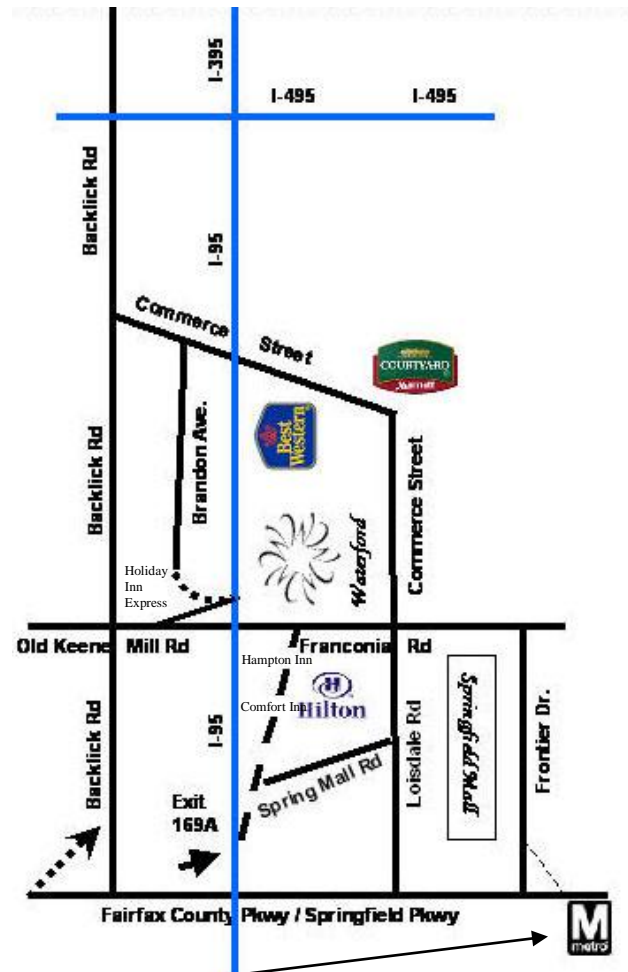 I-395
I-495
I-495
Backlick Rd
I-95
Commerce Street
COURTYARD
Marriott
Best
Western
Brandon Ave.
Backlick Rd
Commerce Street
Waterford
Holiday
Inn
Express
Old Keene Mill Rd
Franconia Rd
Hampton Inn
Hilton
Comfort Inn
Backlick Rd
I-95
Spring Mall Rd
Loisdale Rd
Springfield Mall
Frontier Dr.
Exit
169A
Fairfax County Pkwy / Springfield Pkwy
M
metro